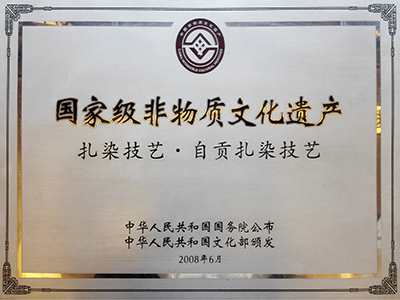 国家级非物质文化遗产
扎染技艺·自贡扎染技艺
中华人民共和国国务院公布
中华人民共和国文化部颁发
2008年6月